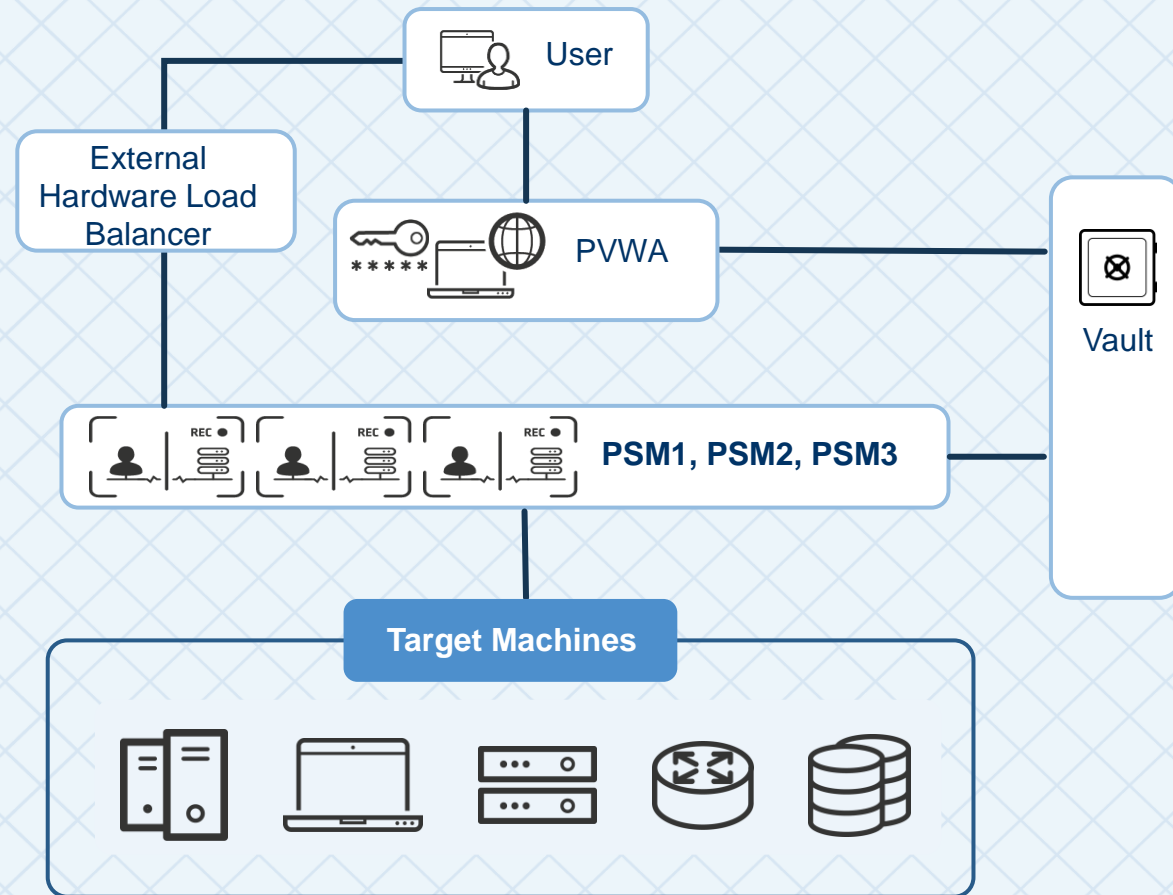 User
External
Hardware Load
Balancer
PVWA
*****
Vault
REC
REC
REC
PSM1, PSM2, PSM3
Target Machines